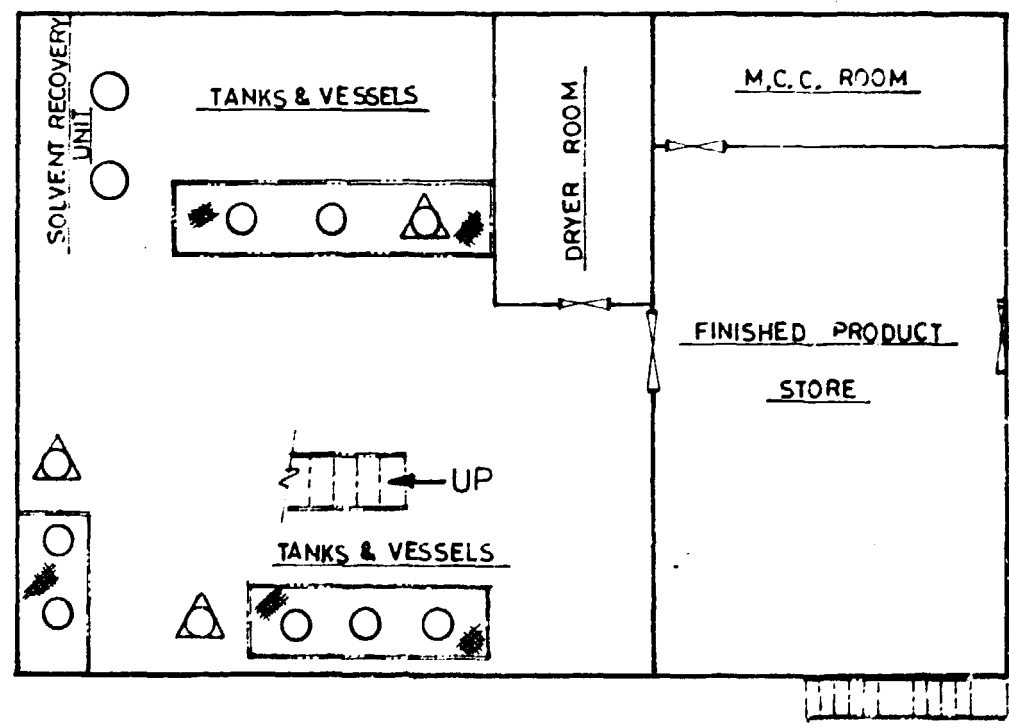 SOLVENT RECOVERY
UNIT
TANKS & VESSELS
DRYER ROOM
M.C.C. ROOM
FINISHED PRODUCT
STORE
UP
TANKS & VESSELS